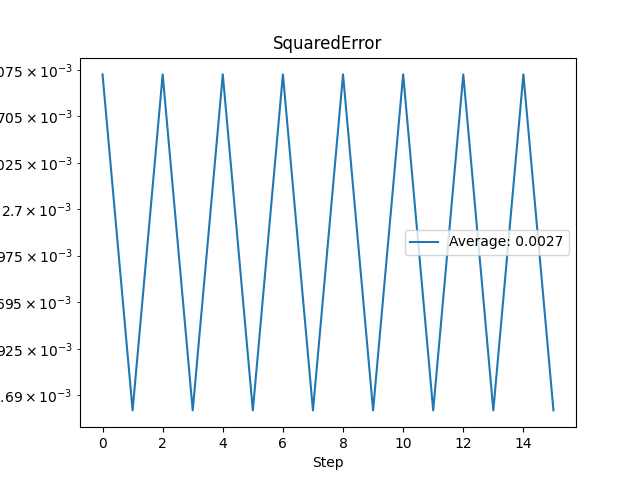 SquaredError
075 × 10⁻³
705 × 10⁻³
025 × 10⁻³
2.7 × 10⁻³
975 × 10⁻³
695 × 10⁻³
925 × 10⁻³
.69 × 10⁻³
Average: 0.0027
0 2 4 6 8 10 12 14
Step